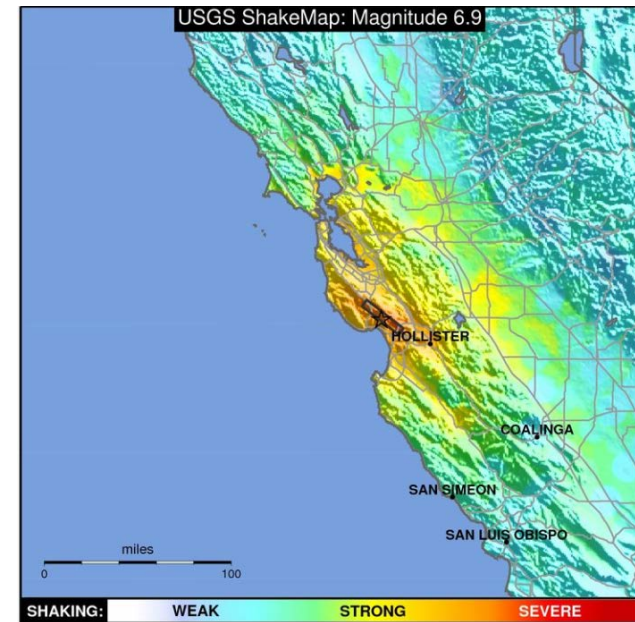 USGS ShakeMap: Magnitude 6.9
HOLLISTER
COALINGA
SAN SIMEON
SAN LUIS OBISPO
miles
0 100
SHAKING: WEAK STRONG SEVERE